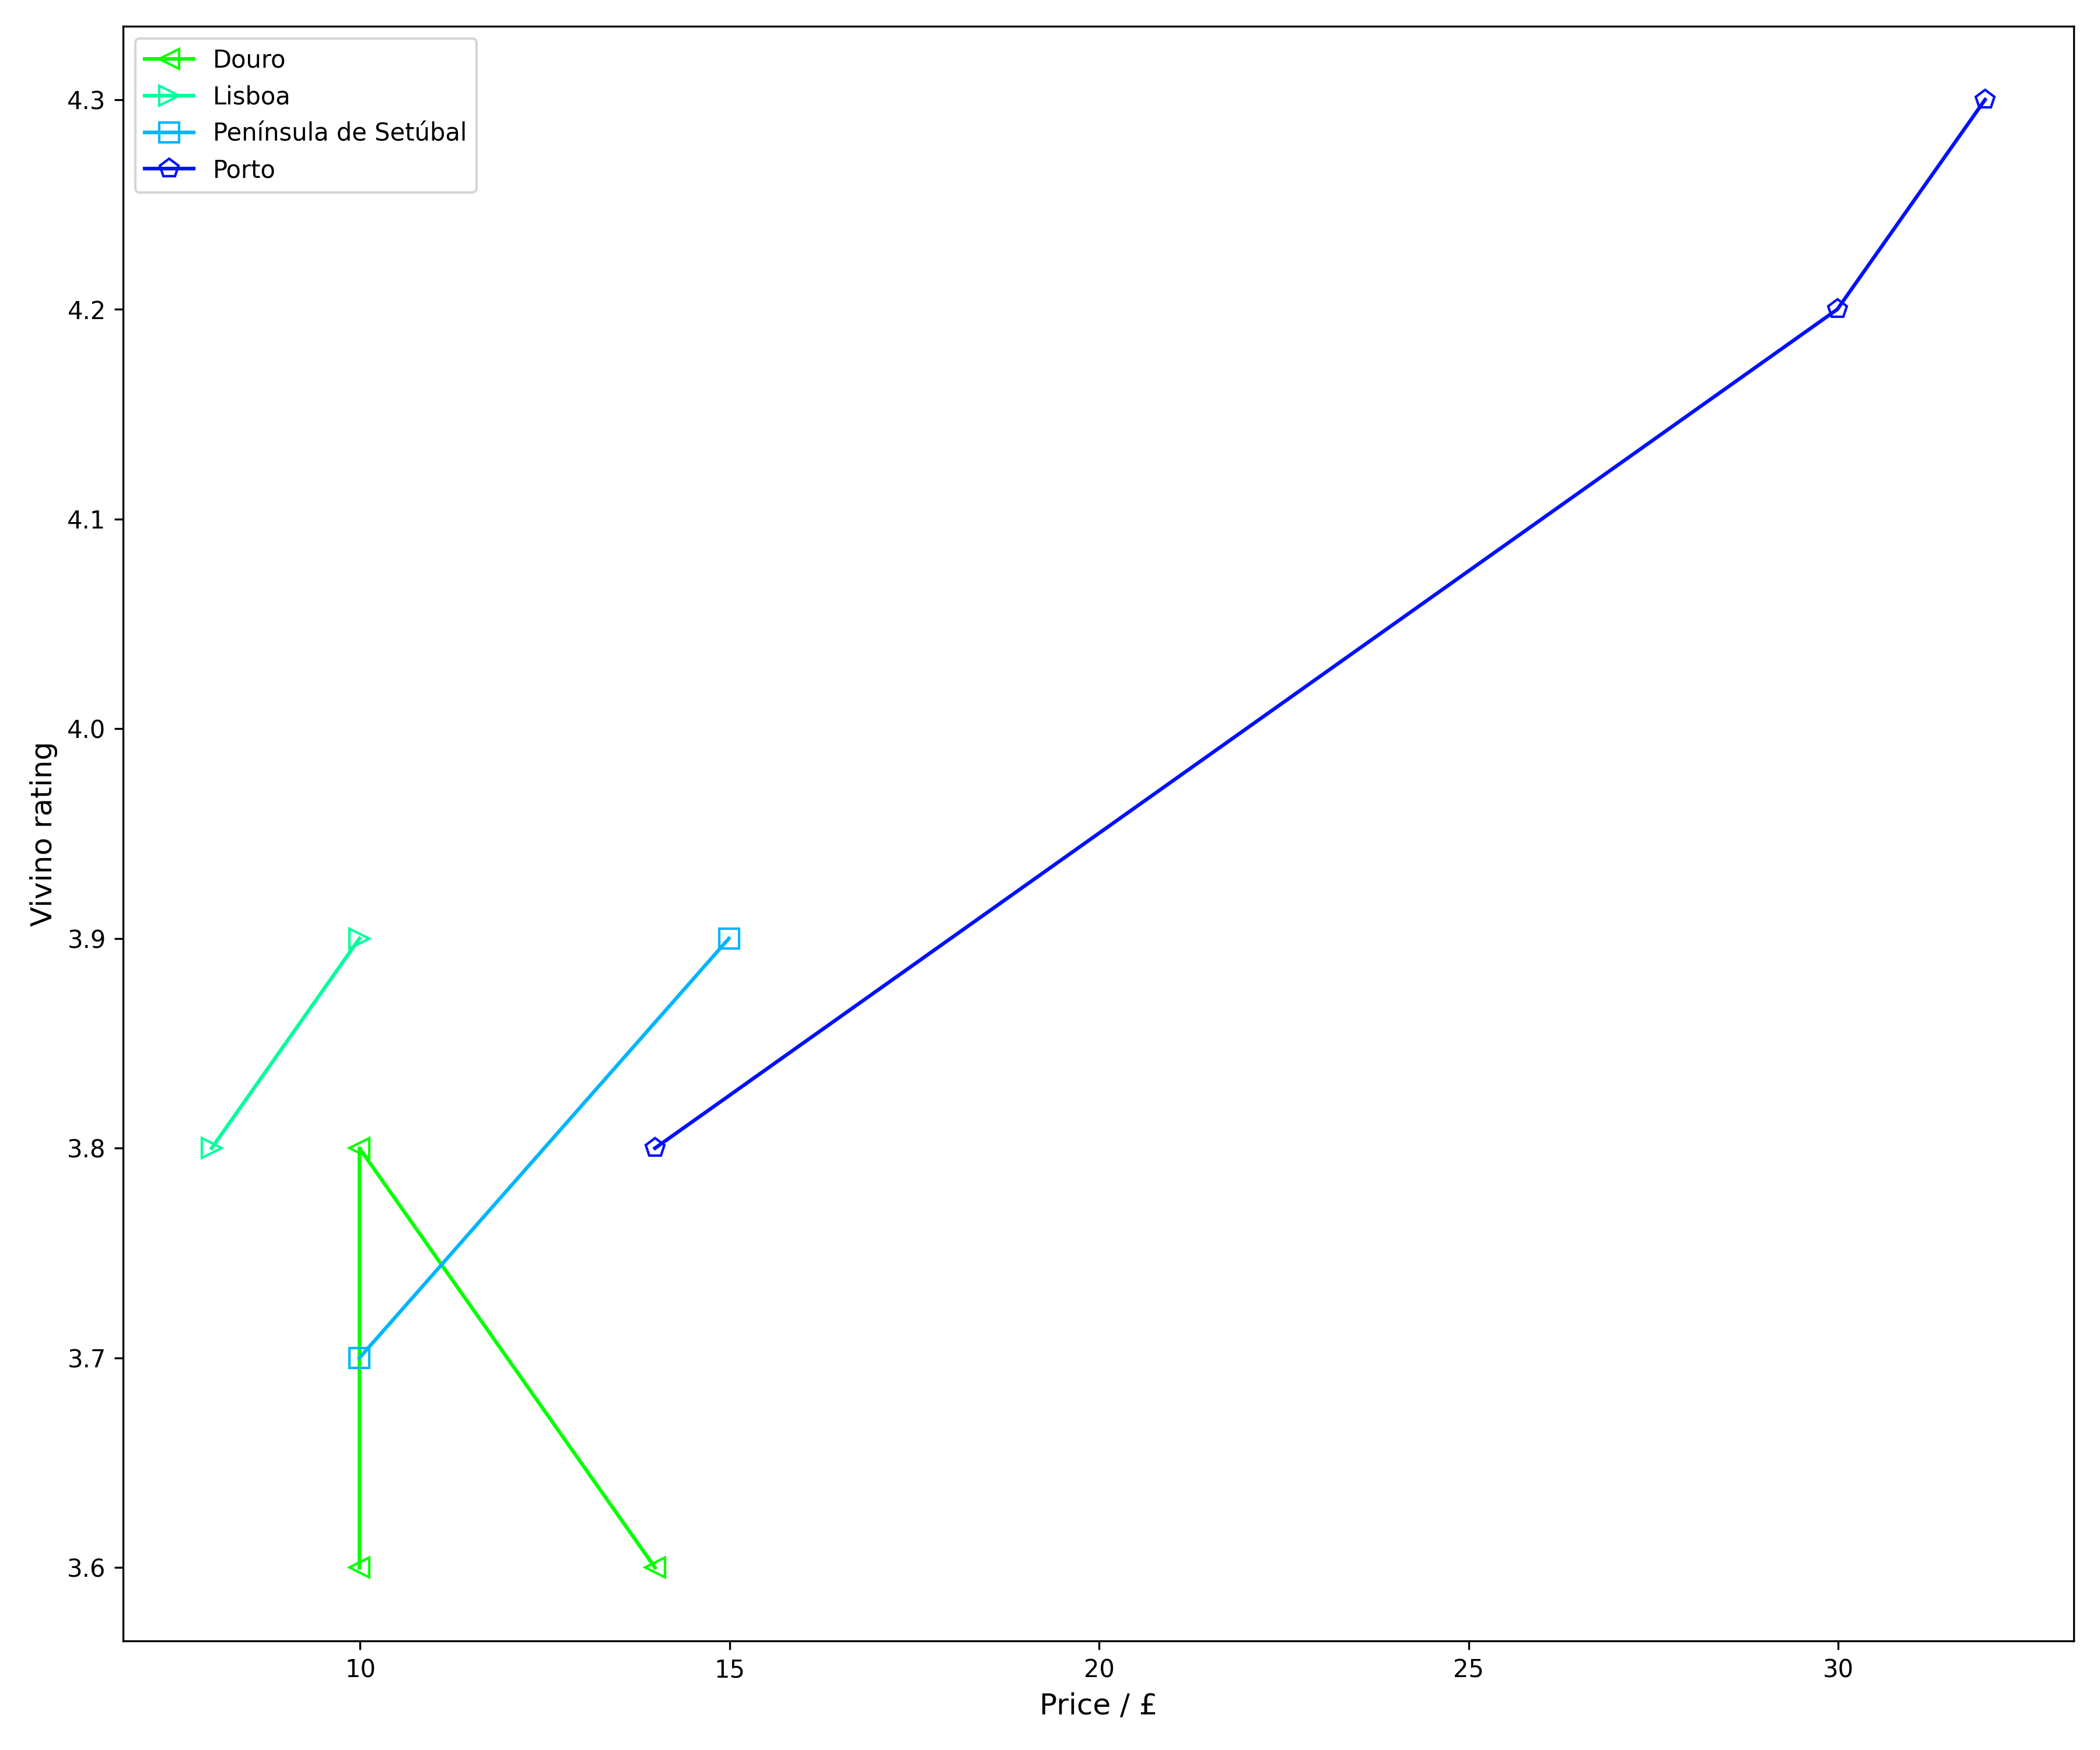 Douro
Lisboa
Península de Setúbal
Porto
4.3
4.2
4.1
4.0
3.9
3.8
3.7
3.6
Vivino rating
10 15 20 25 30
Price / £